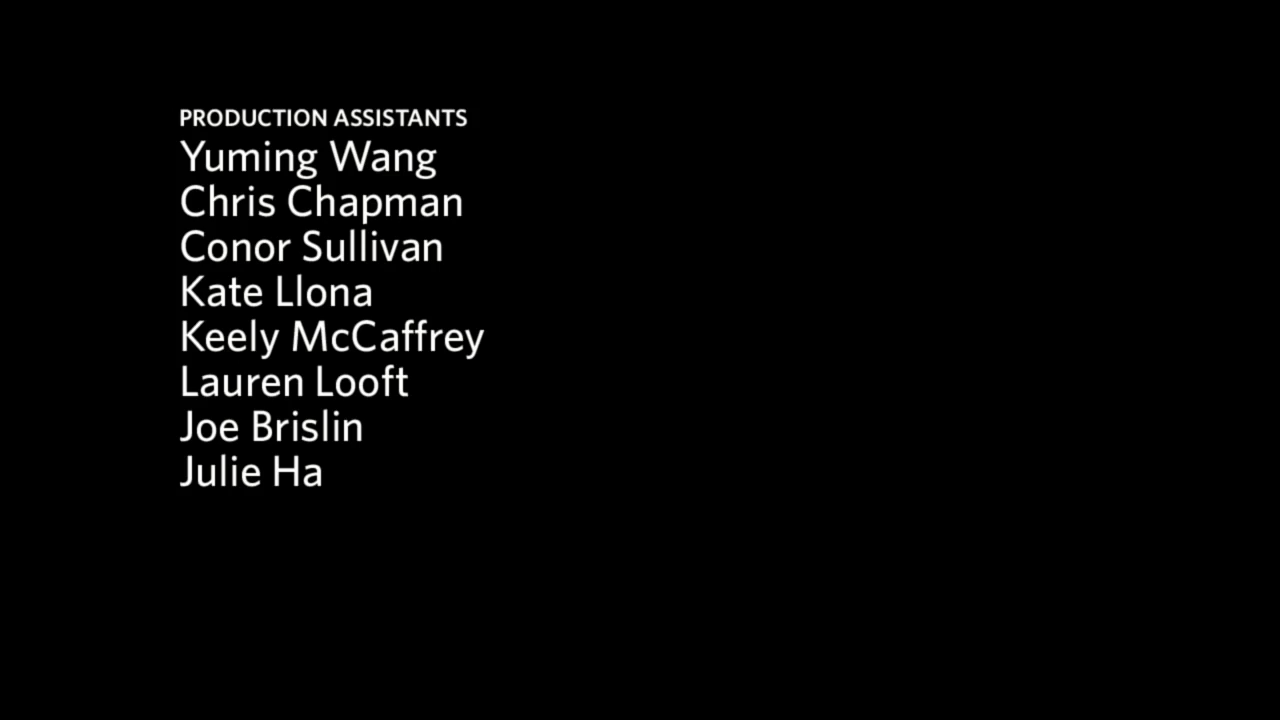 PRODUCTION ASSISTANTS
Yuming Wang
Chris Chapman
Conor Sullivan
Kate Llona
Keely McCaffrey
Lauren Looft
Joe Brislin
Julie Ha